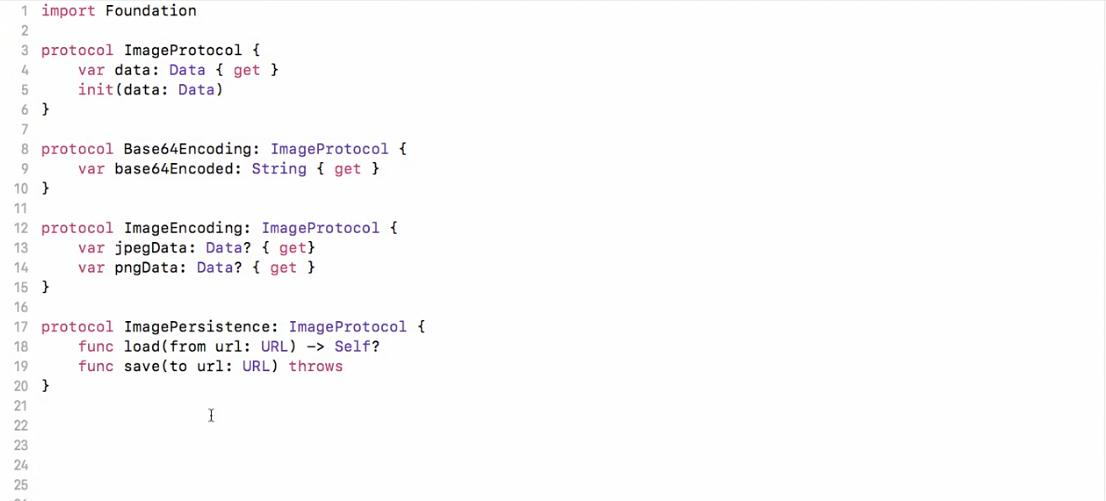 1 import Foundation
2
3 protocol ImageProtocol {
4     var data: Data { get }
5     init(data: Data)
6 }
7
8 protocol Base64Encoding: ImageProtocol {
9     var base64Encoded: String { get }
10 }
11
12 protocol ImageEncoding: ImageProtocol {
13     var jpegData: Data? { get}
14     var pngData: Data? { get }
15 }
16
17 protocol ImagePersistence: ImageProtocol {
18     func load(from url: URL) -> Self?
19     func save(to url: URL) throws
20 }
21
22
23
24
25